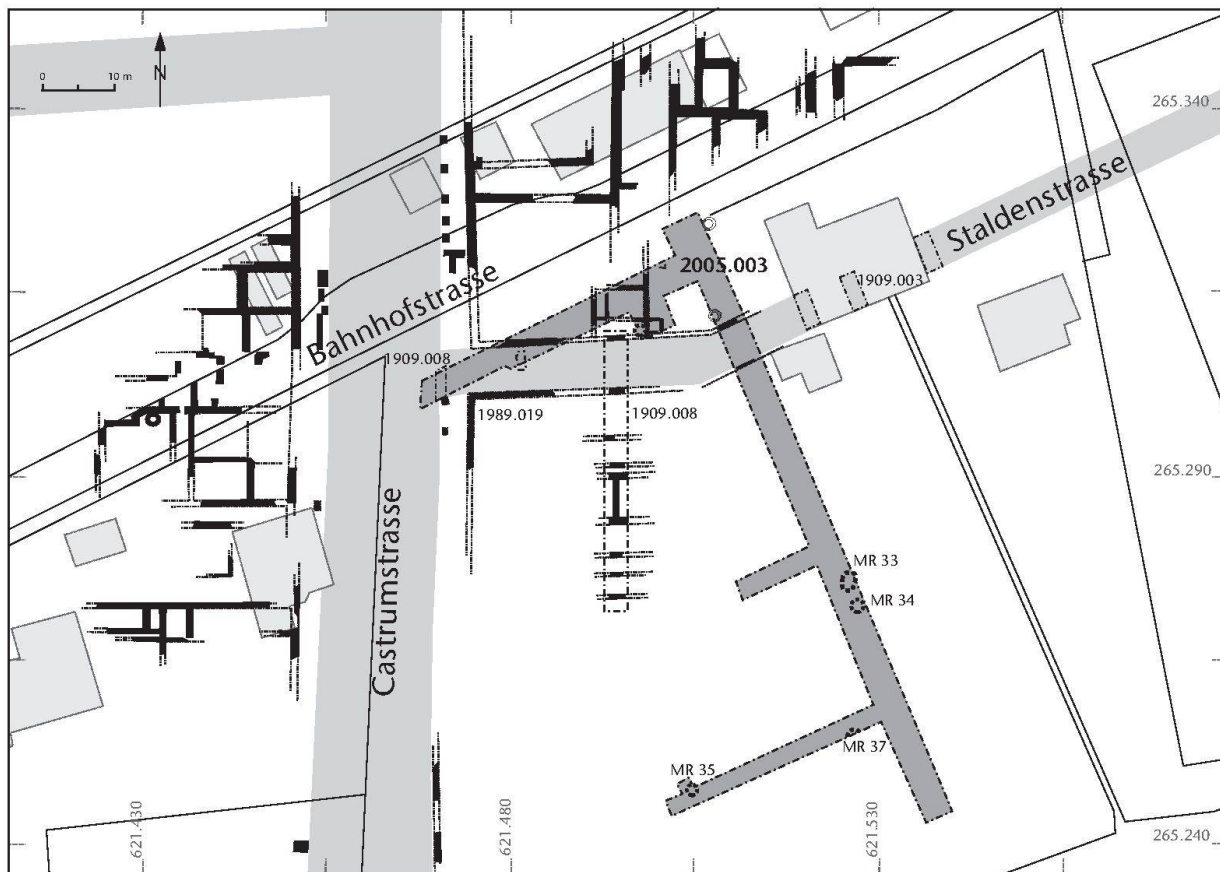 0 10 m
N
265.340
Staldenstrasse
2005.003
1909.003
Bahnhofstrasse
1909.008
1989.019
1909.008
265.290
Castrumstrasse
MR 33
MR 34
MR 37
MR 35
621.430
621.480
621.530
265.240